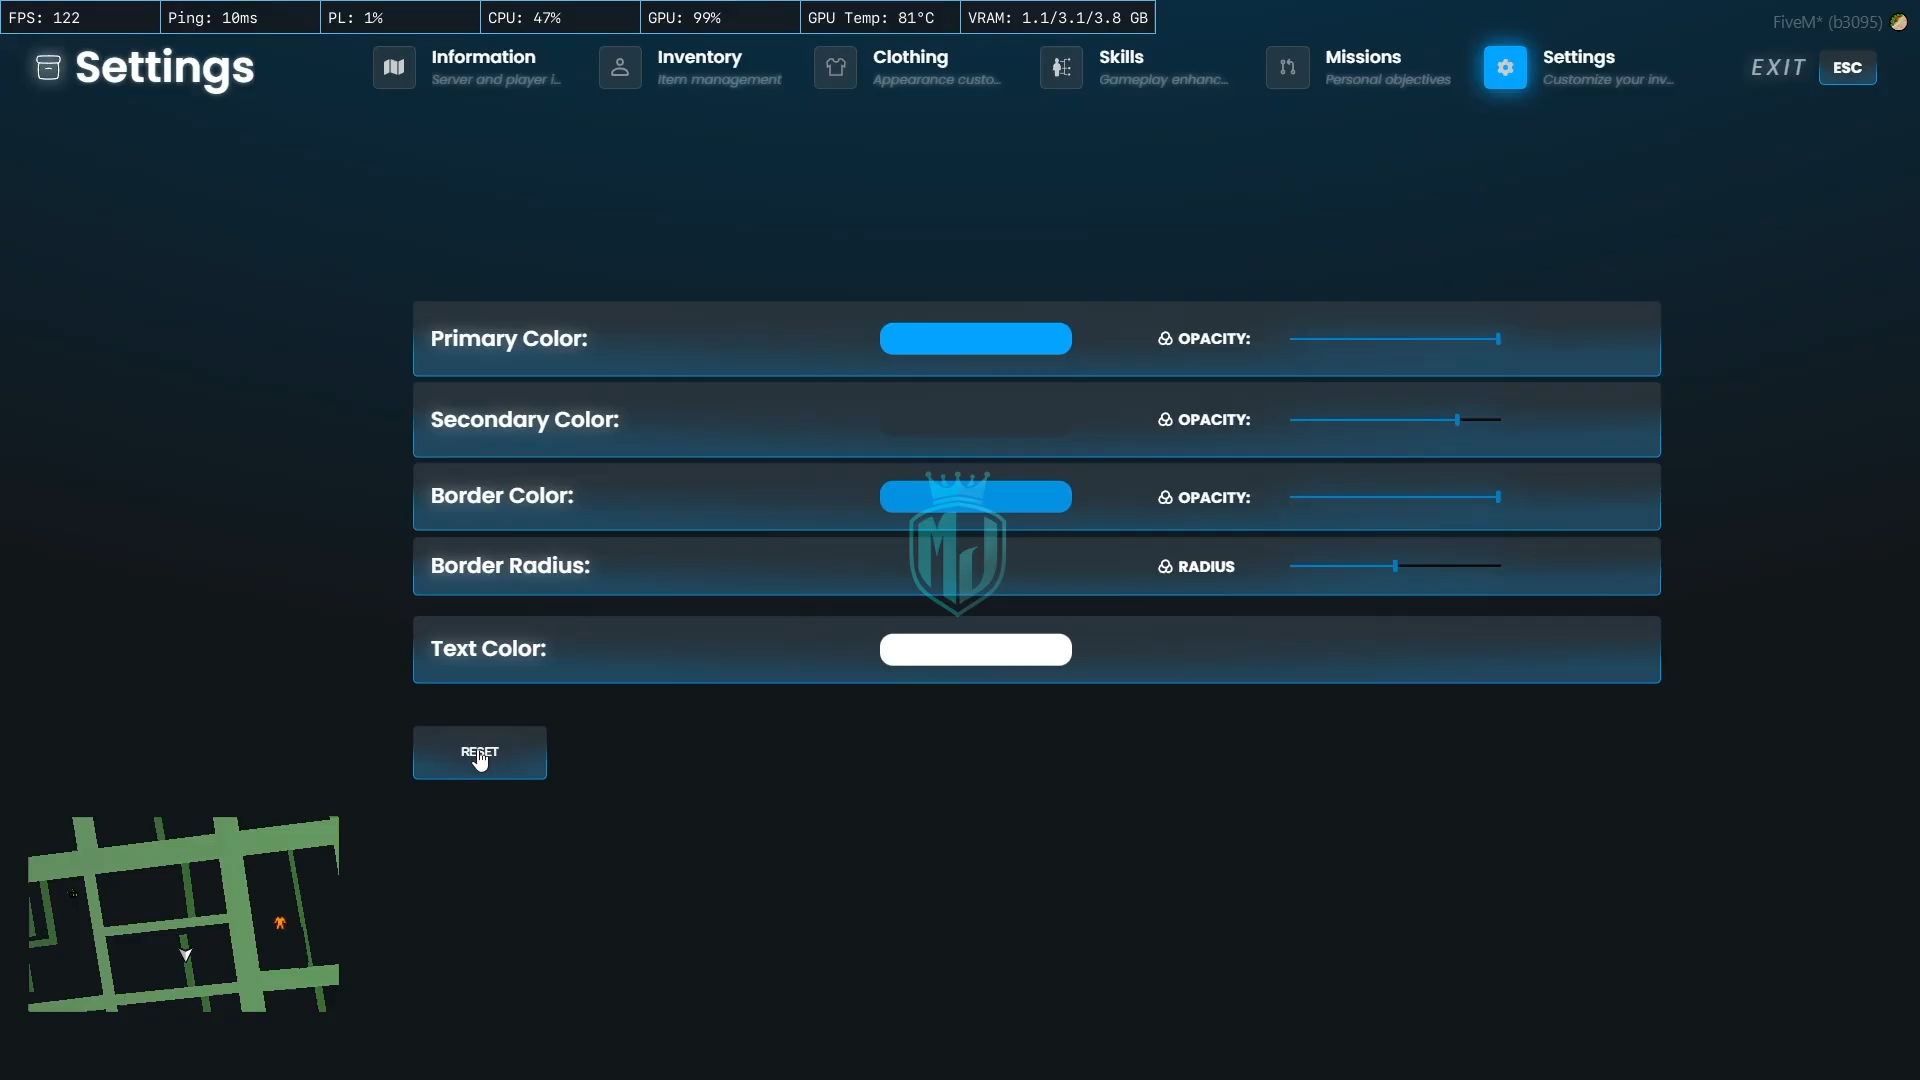 FPS: 122 Ping: 10ms PL: 1% CPU: 47% GPU: 99% GPU Temp: 81°C VRAM: 1.1/3.1/3.8 GB
FiveM* (b3095)
Settings
Information
Server and player i...
Inventory
Item management
Clothing
Appearance custo...
Skills
Gameplay enhanc...
Missions
Personal objectives
Settings
Customize your inv...
EXIT ESC
Primary Color: OPACITY:
Secondary Color: OPACITY:
Border Color: OPACITY:
Border Radius: RADIUS
MJ
Text Color:
RESET